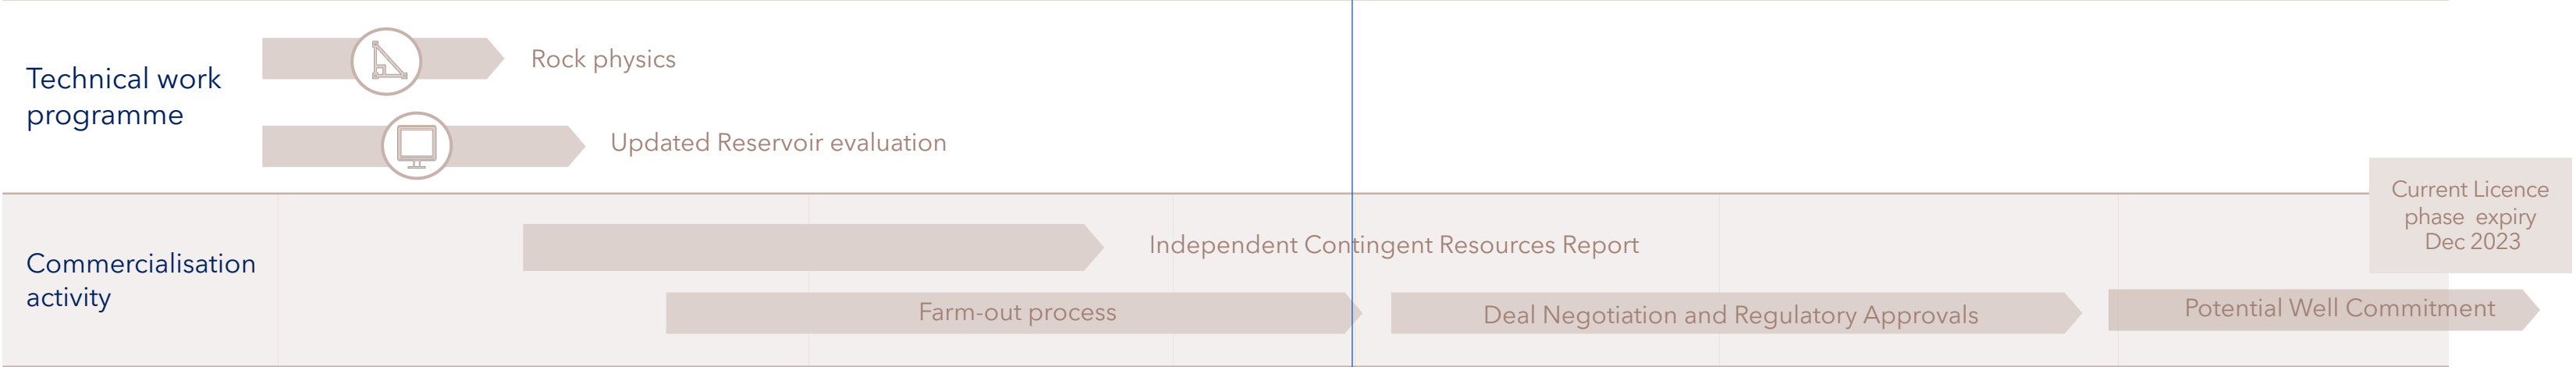 Technical work
programme
Rock physics
Updated Reservoir evaluation
Current Licence
phase expiry
Dec 2023
Commercialisation
activity
Independent Contingent Resources Report
Farm-out process
Deal Negotiation and Regulatory Approvals
Potential Well Commitment